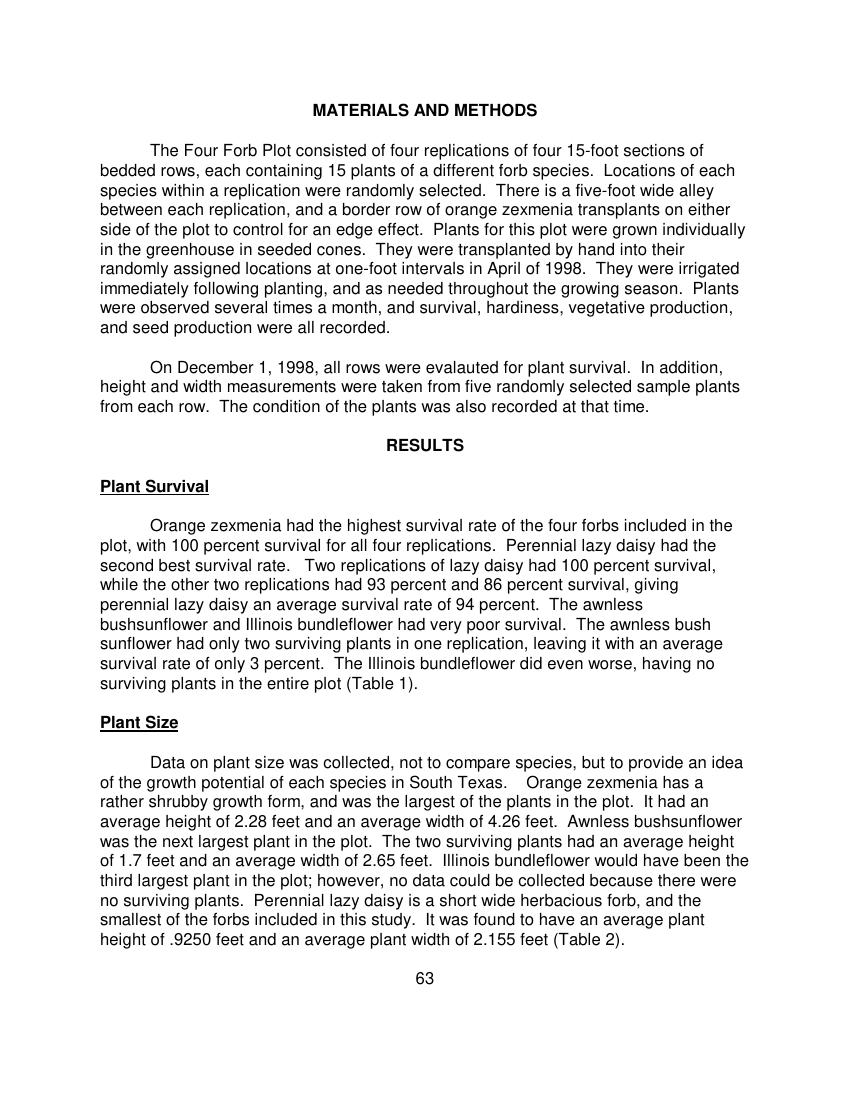 MATERIALS AND METHODS
The Four Forb Plot consisted of four replications of four 15-foot sections of
bedded rows, each containing 15 plants of a different forb species.  Locations of each
species within a replication were randomly selected.  There is a five-foot wide alley
between each replication, and a border row of orange zexmenia transplants on either
side of the plot to control for an edge effect.  Plants for this plot were grown individually
in the greenhouse in seeded cones.  They were transplanted by hand into their
randomly assigned locations at one-foot intervals in April of 1998.  They were irrigated
immediately following planting, and as needed throughout the growing season.  Plants
were observed several times a month, and survival, hardiness, vegetative production,
and seed production were all recorded.
On December 1, 1998, all rows were evalauted for plant survival.  In addition,
height and width measurements were taken from five randomly selected sample plants
from each row.  The condition of the plants was also recorded at that time.
RESULTS
Plant Survival
Orange zexmenia had the highest survival rate of the four forbs included in the
plot, with 100 percent survival for all four replications.  Perennial lazy daisy had the
second best survival rate.   Two replications of lazy daisy had 100 percent survival,
while the other two replications had 93 percent and 86 percent survival, giving
perennial lazy daisy an average survival rate of 94 percent.  The awnless
bushsunflower and Illinois bundleflower had very poor survival.  The awnless bush
sunflower had only two surviving plants in one replication, leaving it with an average
survival rate of only 3 percent.  The Illinois bundleflower did even worse, having no
surviving plants in the entire plot (Table 1).
Plant Size
Data on plant size was collected, not to compare species, but to provide an idea
of the growth potential of each species in South Texas.    Orange zexmenia has a
rather shrubby growth form, and was the largest of the plants in the plot.  It had an
average height of 2.28 feet and an average width of 4.26 feet.  Awnless bushsunflower
was the next largest plant in the plot.  The two surviving plants had an average height
of 1.7 feet and an average width of 2.65 feet.  Illinois bundleflower would have been the
third largest plant in the plot; however, no data could be collected because there were
no surviving plants.  Perennial lazy daisy is a short wide herbacious forb, and the
smallest of the forbs included in this study.  It was found to have an average plant
height of .9250 feet and an average plant width of 2.155 feet (Table 2).
63